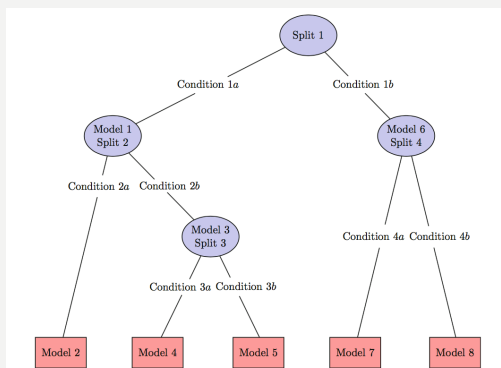 Split 1
Condition 1a
Condition 1b
Model 1
Split 2
Model 6
Split 4
Condition 2a
Condition 2b
Model 3
Split 3
Condition 4a
Condition 4b
Condition 3a
Condition 3b
Model 2
Model 4
Model 5
Model 7
Model 8